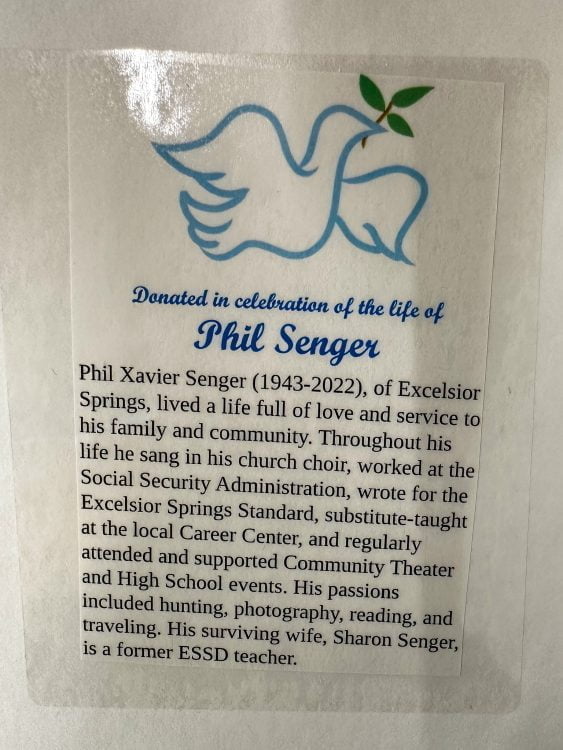 Donated in celebration of the life of
Phil Senger
Phil Xavier Senger (1943-2022), of Excelsior
Springs, lived a life full of love and service to
his family and community. Throughout his
life he sang in his church choir, worked at the
Social Security Administration, wrote for the
Excelsior Springs Standard, substitute-taught
at the local Career Center, and regularly
attended and supported Community Theater
and High School events. His passions
included hunting, photography, reading, and
traveling. His surviving wife, Sharon Senger,
is a former ESSD teacher.